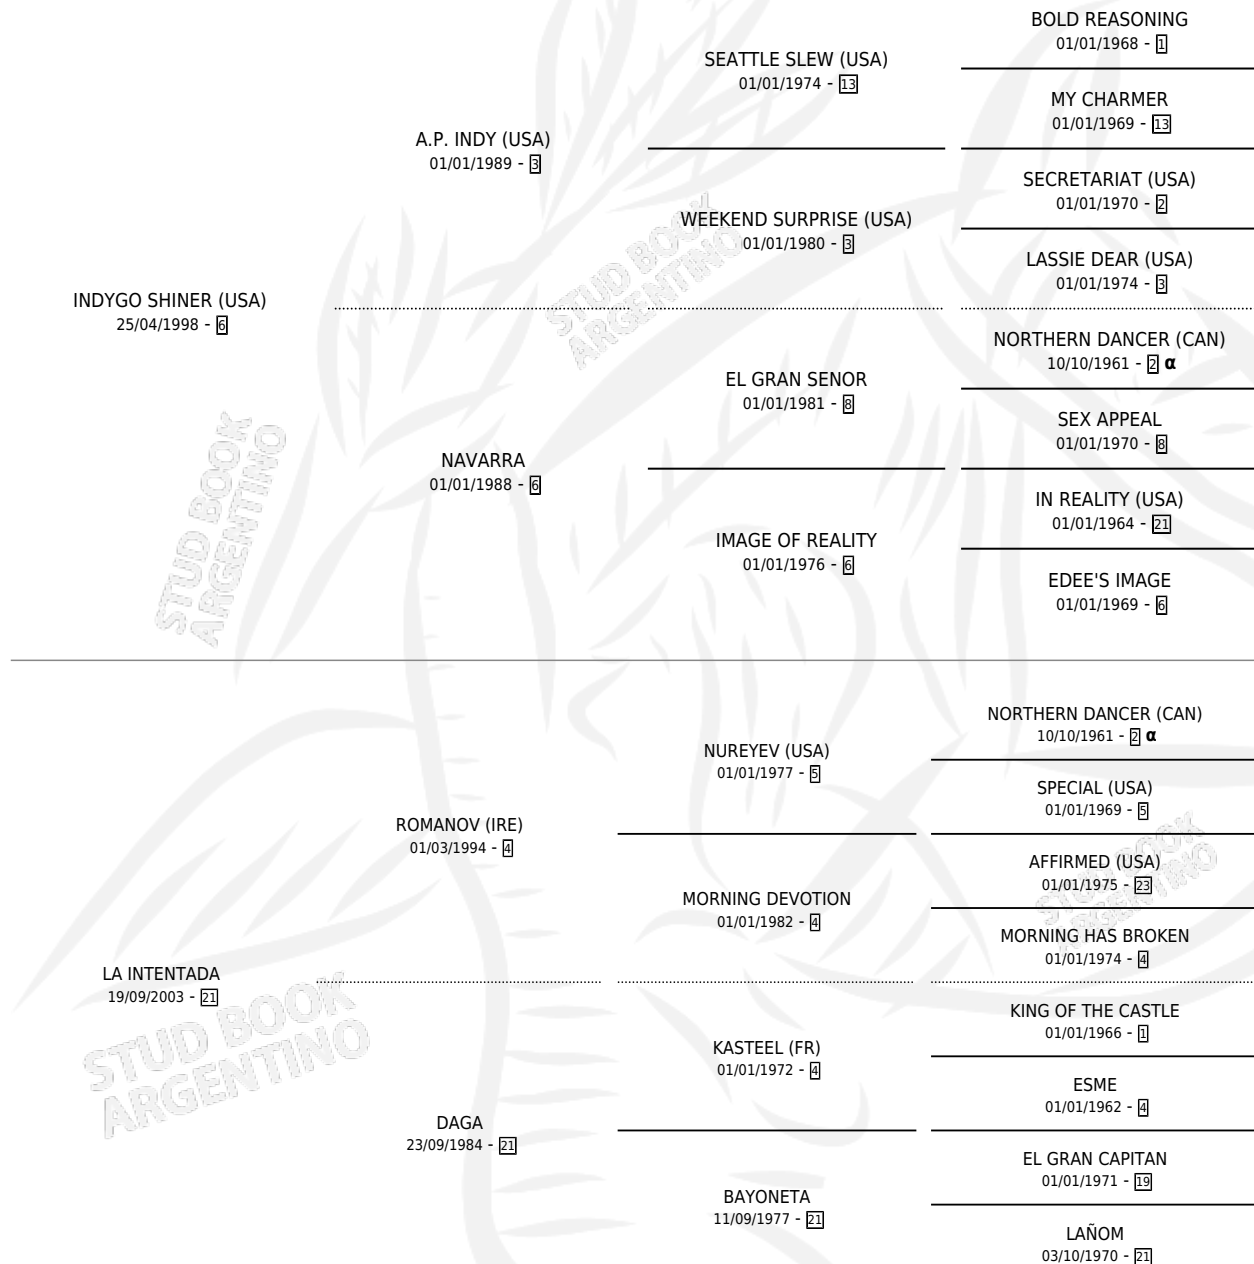 BOLD REASONING
01/01/1968 - 1
SEATTLE SLEW (USA)
01/01/1974 - 13
MY CHARMER
01/01/1969 - 13
A.P. INDY (USA)
01/01/1989 - 3
SECRETARIAT (USA)
01/01/1970 - 2
WEEKEND SURPRISE (USA)
01/01/1980 - 3
LASSIE DEAR (USA)
01/01/1974 - 3
INDYGO SHINER (USA)
25/04/1998 - 6
NORTHERN DANCER (CAN)
10/10/1961 - 2 α
EL GRAN SENOR
01/01/1981 - 8
SEX APPEAL
01/01/1970 - 8
NAVARRA
01/01/1988 - 6
IN REALITY (USA)
01/01/1964 - 21
IMAGE OF REALITY
01/01/1976 - 6
EDEE'S IMAGE
01/01/1969 - 6
NORTHERN DANCER (CAN)
10/10/1961 - 2 α
NUREYEV (USA)
01/01/1977 - 5
SPECIAL (USA)
01/01/1969 - 5
ROMANOV (IRE)
01/03/1994 - 4
AFFIRMED (USA)
01/01/1975 - 23
MORNING DEVOTION
01/01/1982 - 4
MORNING HAS BROKEN
01/01/1974 - 4
LA INTENTADA
19/09/2003 - 21
KING OF THE CASTLE
01/01/1966 - 1
KASTEEL (FR)
01/01/1972 - 4
ESME
01/01/1962 - 4
DAGA
23/09/1984 - 21
EL GRAN CAPITAN
01/01/1971 - 19
BAYONETA
11/09/1977 - 21
LAÑOM
03/10/1970 - 21
STUD BOOK
ARGENTINO
STUD BOOK
ARGENTINO
STUD BOOK
ARGENTINO
STUD BOOK
ARGENTINO